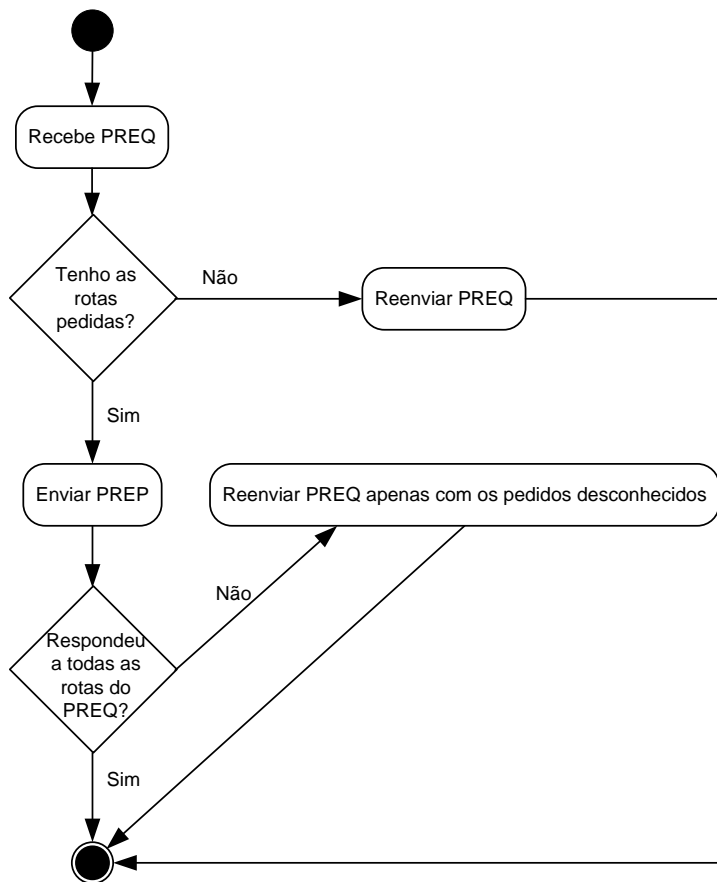 Recebe PREQ
Tenho as
rotas
pedidas?
Não
Reenviar PREQ
Sim
Enviar PREP
Reenviar PREQ apenas com os pedidos desconhecidos
Não
Respondeu
a todas as
rotas do
PREQ?
Sim